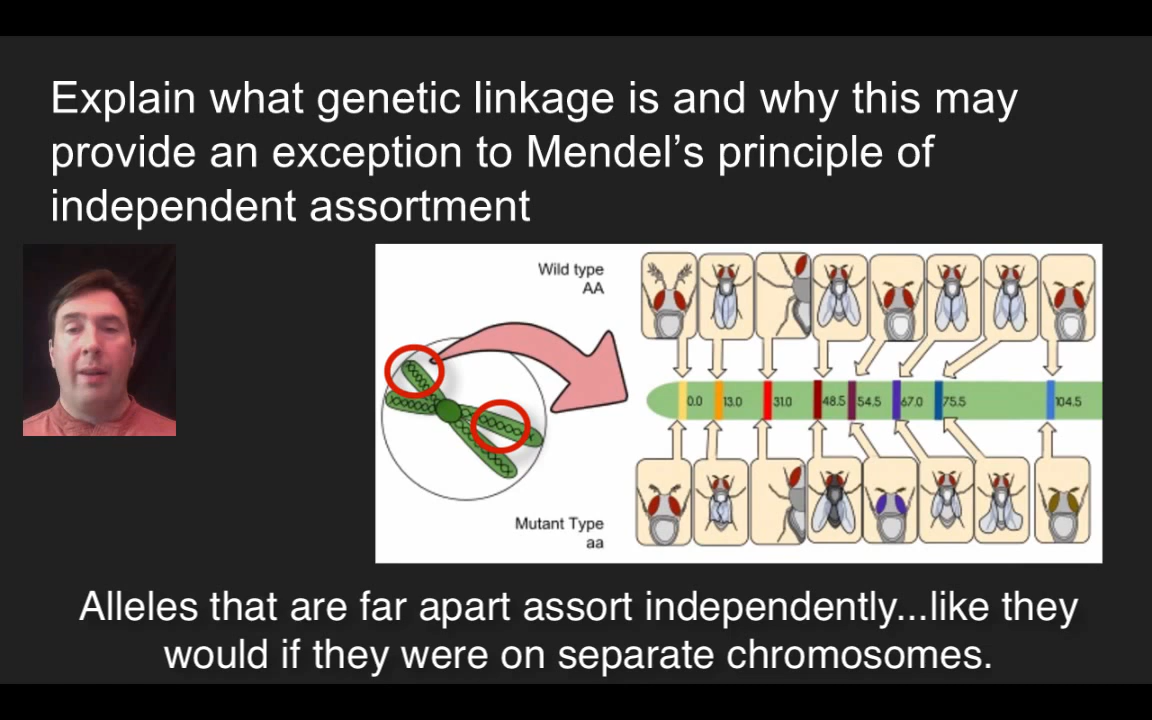 Explain what genetic linkage is and why this may
provide an exception to Mendel’s principle of
independent assortment
Wild type
AA
0.0 13.0 31.0 48.5 54.5 67.0 75.5 104.5
Mutant Type
aa
Alleles that are far apart assort independently...like they
would if they were on separate chromosomes.